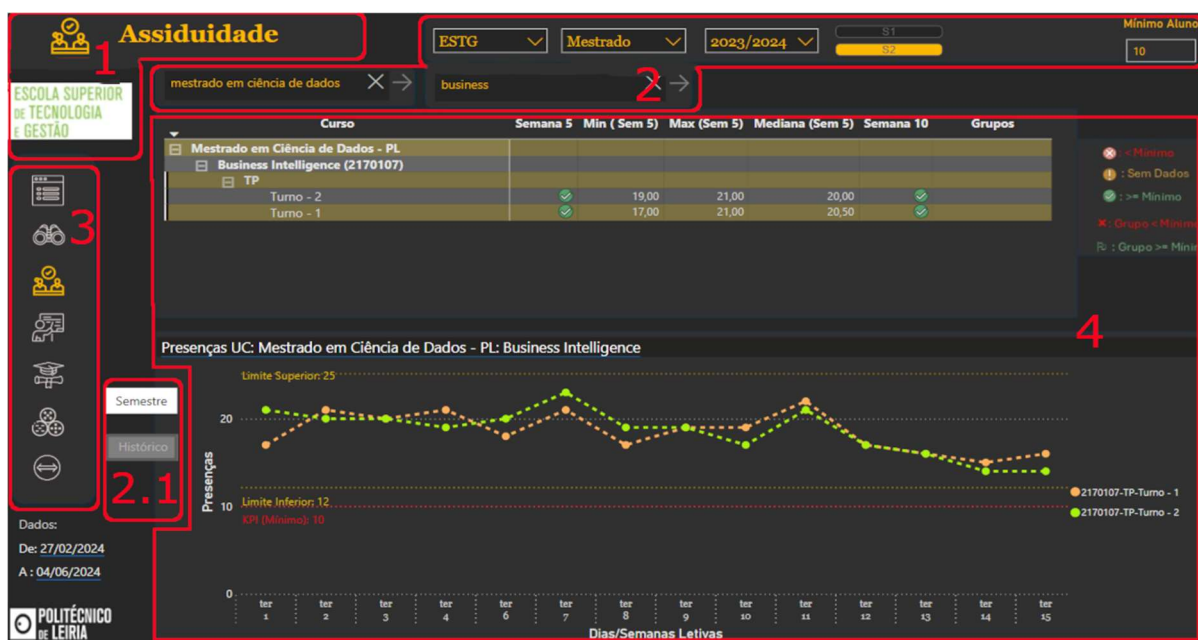 1
Assiduidade
ESTG
Mestrado
2023/2024
S1
S2
Mínimo Aluno
10
ESCOLA SUPERIOR
DE TECNOLOGIA
E GESTÃO
mestrado em ciência de dados
business
2
Curso Semana 5 Min ( Sem 5) Max (Sem 5) Mediana (Sem 5) Semana 10 Grupos
Mestrado em Ciência de Dados - PL
Business Intelligence (2170107)
TP
Turno - 2 19,00 21,00 20,00
Turno - 1 17,00 21,00 20,50
: < Mínimo
: Sem Dados
: >= Mínimo
: Grupo < Mínimo
: Grupo >= Mínim
3
4
Presenças UC: Mestrado em Ciência de Dados - PL: Business Intelligence
Semestre
Histórico
2.1
Presenças
Limite Superior: 25
20
10
0
Limite Inferior: 12
KPI (Mínimo): 10
2170107-TP-Turno - 1
2170107-TP-Turno - 2
ter ter ter ter ter ter ter ter ter ter ter ter ter ter
1 2 3 4 6 7 8 9 10 11 12 13 14 15
Dias/Semanas Letivas
Dados:
De: 27/02/2024
A : 04/06/2024
POLITÉCNICO
DE LEIRIA